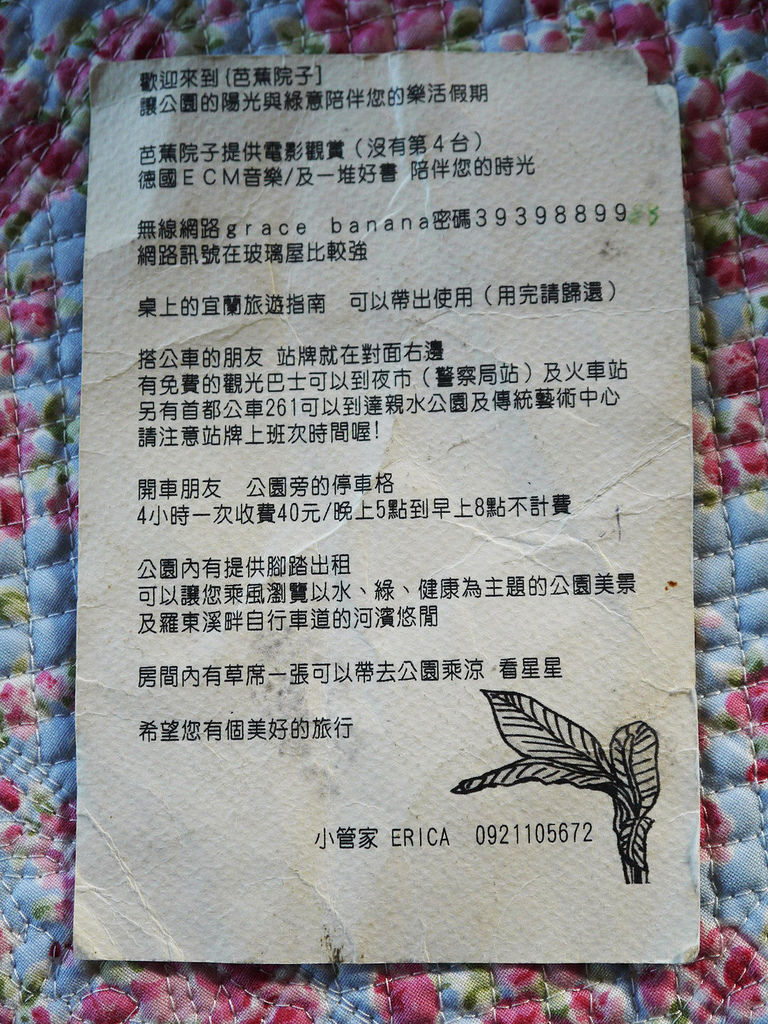 歡迎來到{芭蕉院子]
讓公園的陽光與綠意陪伴您的樂活假期
芭蕉院子提供電影觀賞（沒有第４台）
德國ＥＣＭ音樂/及一堆好書 陪伴您的時光
無線網路ｇｒａｃｅ ｂａｎａｎａ密碼３９３９８８９９
網路訊號在玻璃屋比較強
桌上的宜蘭旅遊指南 可以帶出使用（用完請歸還）
搭公車的朋友 站牌就在對面右邊
有免費的觀光巴士可以到夜市（警察局站）及火車站
另有首都公車261可以到達親水公園及傳統藝術中心
請注意站牌上班次時間喔!
開車朋友 公園旁的停車格
4小時一次收費40元/晚上5點到早上8點不計費
公園內有提供腳踏出租
可以讓您乘風瀏覽以水、綠、健康為主題的公園美景
及羅東溪畔自行車道的河濱悠閒
房間內有草席一張可以帶去公園乘涼 看星星
希望您有個美好的旅行
小管家 ERICA 0921105672